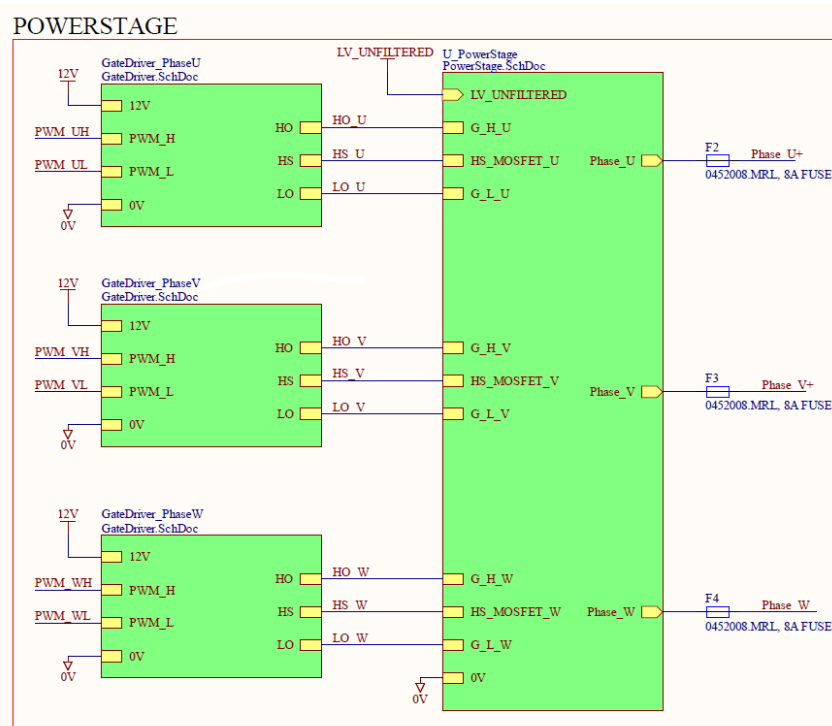 POWERSTAGE
LV_UNFILTERED
U_PowerStage
PowerStage.SchDoc
LV_UNFILTERED
GateDriver_PhaseU
GateDriver.SchDoc
12V
12V
PWM_UH
PWM_H
PWM_UL
PWM_L
0V
0V
HO
HO_U
G_H_U
HS
HS_U
HS_MOSFET_U
LO
LO_U
G_L_U
Phase_U
F2
Phase_U+
0452008.MRL, 8A FUSE
GateDriver_PhaseV
GateDriver.SchDoc
12V
12V
PWM_VH
PWM_H
PWM_VL
PWM_L
0V
0V
HO
HO_V
G_H_V
HS
HS_V
HS_MOSFET_V
LO
LO_V
G_L_V
Phase_V
F3
Phase_V+
0452008.MRL, 8A FUSE
GateDriver_PhaseW
GateDriver.SchDoc
12V
12V
PWM_WH
PWM_H
PWM_WL
PWM_L
0V
0V
HO
HO_W
G_H_W
HS
HS_W
HS_MOSFET_W
LO
LO_W
G_L_W
0V
0V
Phase_W
F4
Phase_W
0452008.MRL, 8A FUSE